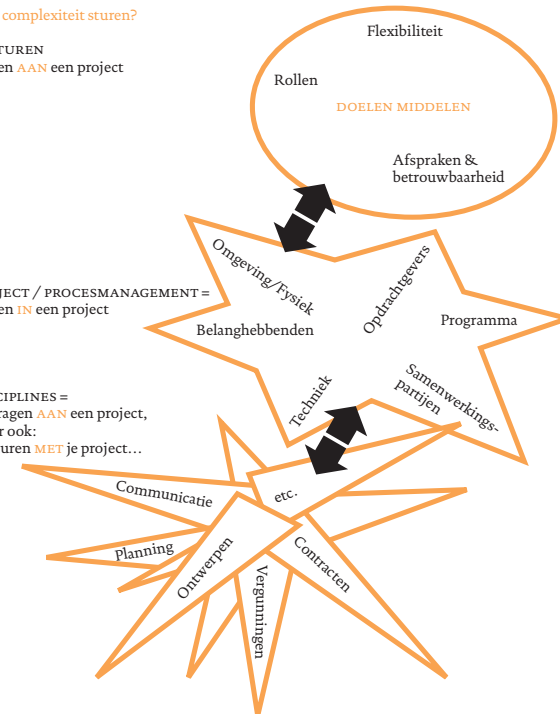 complexiteit sturen?
TUREN
en AAN een project
Flexibiliteit
Rollen
DOELEN MIDDELEN
Afspraken &
betrouwbaarheid
JECT / PROCESMANAGEMENT =
en IN een project
Omgeving/Fysiek
Opdrachtgevers
Belanghebbenden
Programma
Techniek
Samenwerkings-
partijen
CIPLINES =
ragen AAN een project,
r ook:
uren MET je project...
Communicatie
etc.
Planning
Ontwerpen
Contracten
Vergunningen